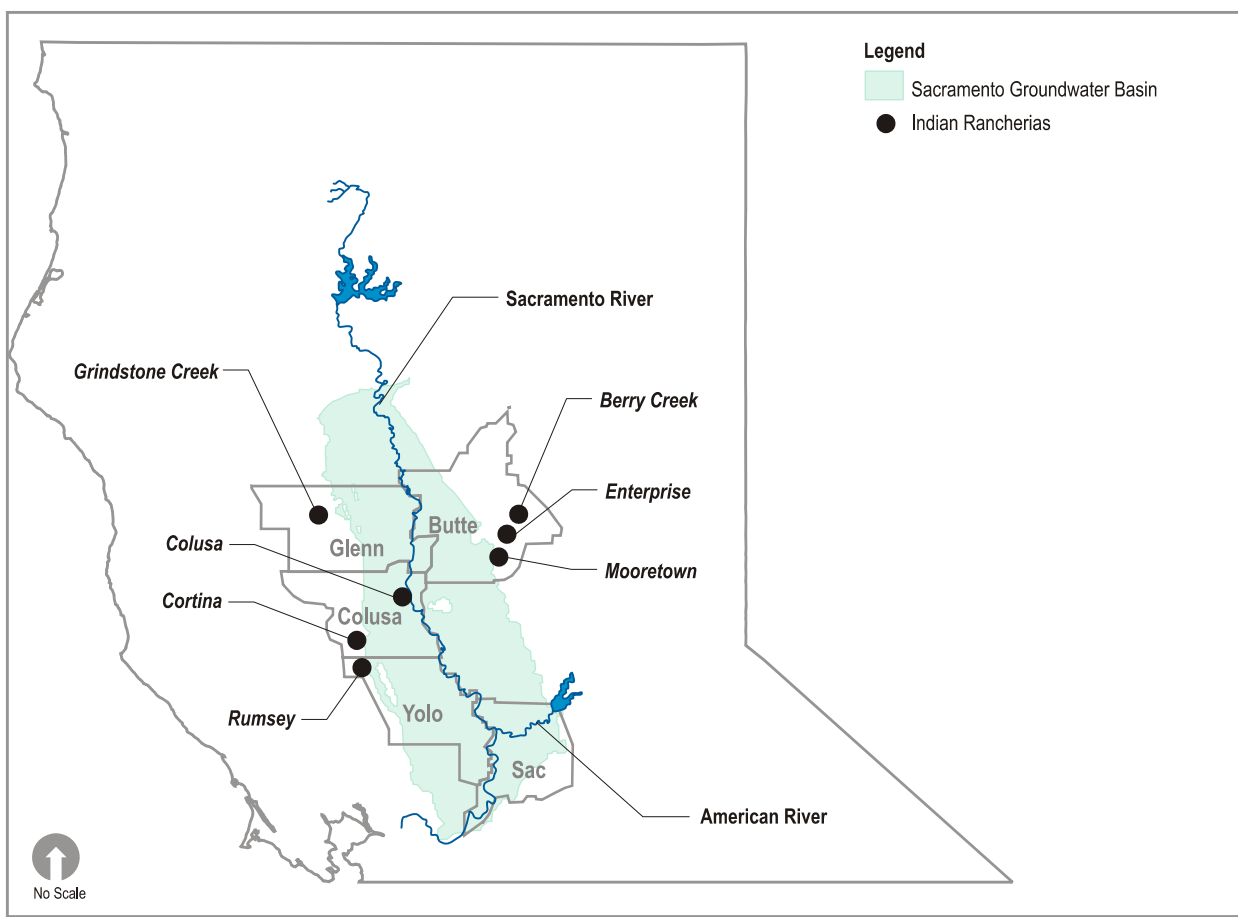 Legend
Sacramento Groundwater Basin
Indian Rancherias
Sacramento River
Grindstone Creek
Berry Creek
Enterprise
Butte
Glenn
Colusa
Mooretown
Cortina
Colusa
Rumsey
Yolo
Sac
American River
No Scale